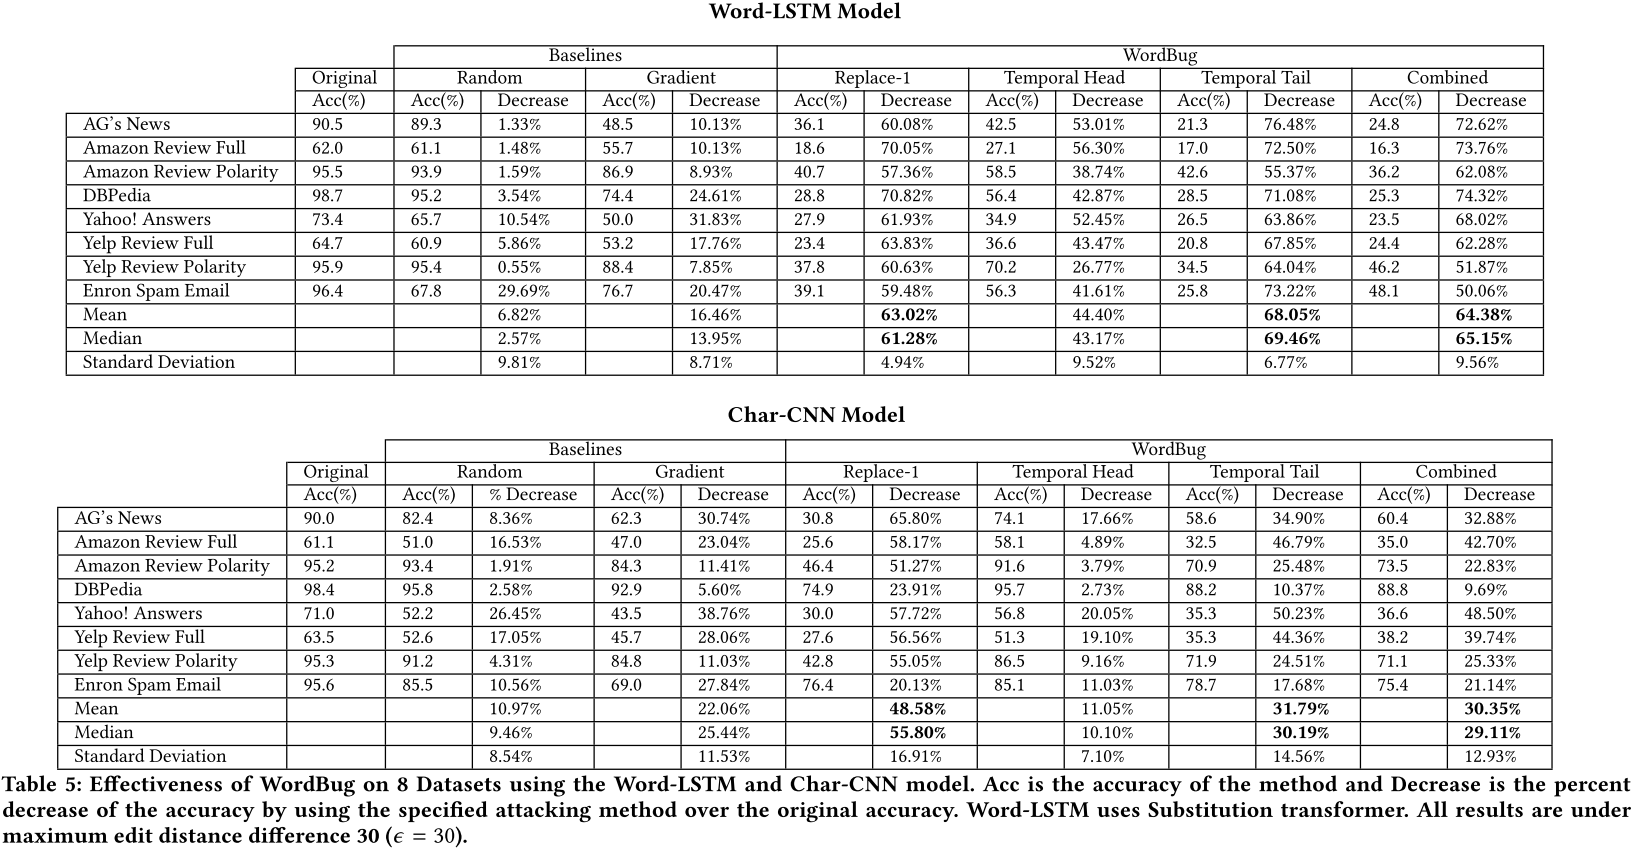 Word-LSTM Model
Baselines WordBug
Original Random Gradient Replace-1 Temporal Head Temporal Tail Combined
Acc(%) Acc(%) Decrease Acc(%) Decrease Acc(%) Decrease Acc(%) Decrease Acc(%) Decrease Acc(%) Decrease
AG's News 90.5 89.3 1.33% 48.5 10.13% 36.1 60.08% 42.5 53.01% 21.3 76.48% 24.8 72.62%
Amazon Review Full 62.0 61.1 1.48% 55.7 10.13% 18.6 70.05% 27.1 56.30% 17.0 72.50% 16.3 73.76%
Amazon Review Polarity 95.5 93.9 1.59% 86.9 8.93% 40.7 57.36% 58.5 38.74% 42.6 55.37% 36.2 62.08%
DBPedia 98.7 95.2 3.54% 74.4 24.61% 28.8 70.82% 56.4 42.87% 28.5 71.08% 25.3 74.32%
Yahoo! Answers 73.4 65.7 10.54% 50.0 31.83% 27.9 61.93% 34.9 52.45% 26.5 63.86% 23.5 68.02%
Yelp Review Full 64.7 60.9 5.86% 53.2 17.76% 23.4 63.83% 36.6 43.47% 20.8 67.85% 24.4 62.28%
Yelp Review Polarity 95.9 95.4 0.55% 88.4 7.85% 37.8 60.63% 70.2 26.77% 34.5 64.04% 46.2 51.87%
Enron Spam Email 96.4 67.8 29.69% 76.7 20.47% 39.1 59.48% 56.3 41.61% 25.8 73.22% 48.1 50.06%
Mean 6.82% 16.46% 63.02% 44.40% 68.05% 64.38%
Median 2.57% 13.95% 61.28% 43.17% 69.46% 65.15%
Standard Deviation 9.81% 8.71% 4.94% 9.52% 6.77% 9.56%
Char-CNN Model
Baselines WordBug
Original Random Gradient Replace-1 Temporal Head Temporal Tail Combined
Acc(%) Acc(%) % Decrease Acc(%) Decrease Acc(%) Decrease Acc(%) Decrease Acc(%) Decrease Acc(%) Decrease
AG's News 90.0 82.4 8.36% 62.3 30.74% 30.8 65.80% 74.1 17.66% 58.6 34.90% 60.4 32.88%
Amazon Review Full 61.1 51.0 16.53% 47.0 23.04% 25.6 58.17% 58.1 4.89% 32.5 46.79% 35.0 42.70%
Amazon Review Polarity 95.2 93.4 1.91% 84.3 11.41% 46.4 51.27% 91.6 3.79% 70.9 25.48% 73.5 22.83%
DBPedia 98.4 95.8 2.58% 92.9 5.60% 74.9 23.91% 95.7 2.73% 88.2 10.37% 88.8 9.69%
Yahoo! Answers 71.0 52.2 26.45% 43.5 38.76% 30.0 57.72% 56.8 20.05% 35.3 50.23% 36.6 48.50%
Yelp Review Full 63.5 52.6 17.05% 45.7 28.06% 27.6 56.56% 51.3 19.10% 35.3 44.36% 38.2 39.74%
Yelp Review Polarity 95.3 91.2 4.31% 84.8 11.03% 42.8 55.05% 86.5 9.16% 71.9 24.51% 71.1 25.33%
Enron Spam Email 95.6 85.5 10.56% 69.0 27.84% 76.4 20.13% 85.1 11.03% 78.7 17.68% 75.4 21.14%
Mean 10.97% 22.06% 48.58% 11.05% 31.79% 30.35%
Median 9.46% 25.44% 55.80% 10.10% 30.19% 29.11%
Standard Deviation 8.54% 11.53% 16.91% 7.10% 14.56% 12.93%
Table 5: Effectiveness of WordBug on 8 Datasets using the Word-LSTM and Char-CNN model. Acc is the accuracy of the method and Decrease is the percent
decrease of the accuracy by using the specified attacking method over the original accuracy. Word-LSTM uses Substitution transformer. All results are under
maximum edit distance difference 30 (ϵ = 30).